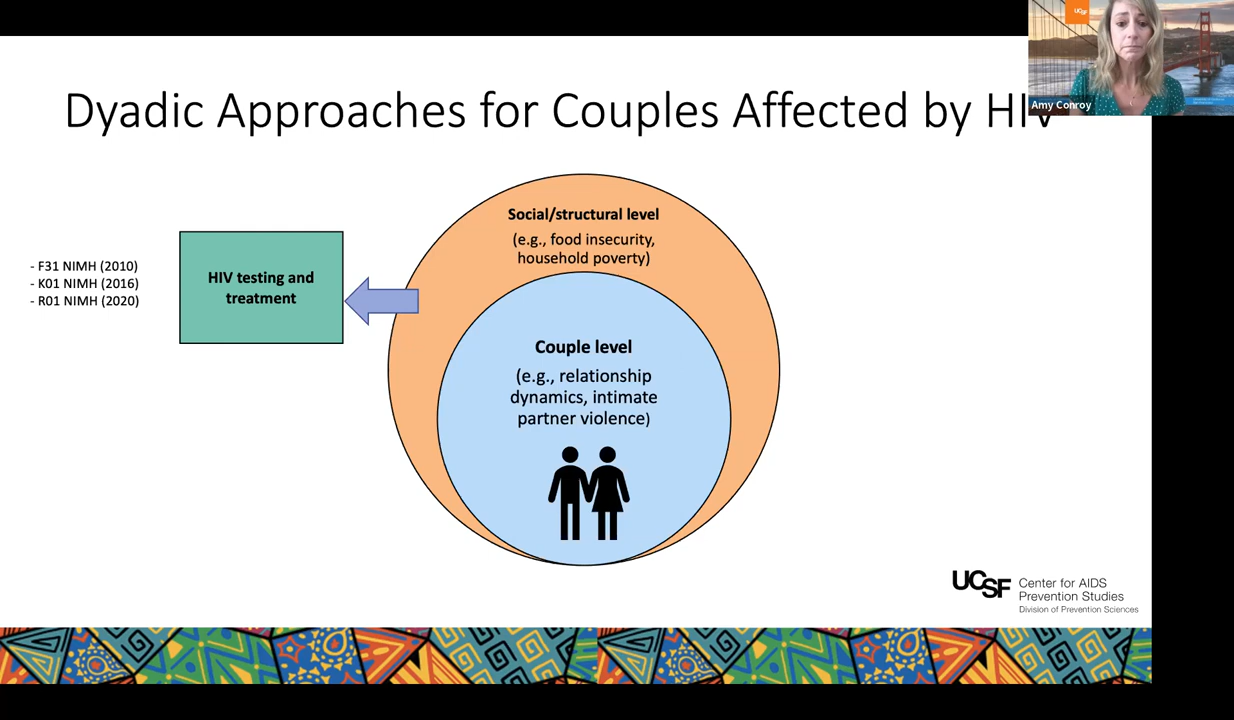 Dyadic Approaches for Couples Affected by HIV
UCSF
Amy Conroy
Social/structural level
(e.g., food insecurity,
household poverty)
- F31 NIMH (2010)
- K01 NIMH (2016)
- R01 NIMH (2020)
HIV testing and
treatment
Couple level
(e.g., relationship
dynamics, intimate
partner violence)
UCSF
Center for AIDS
Prevention Studies
Division of Prevention Sciences